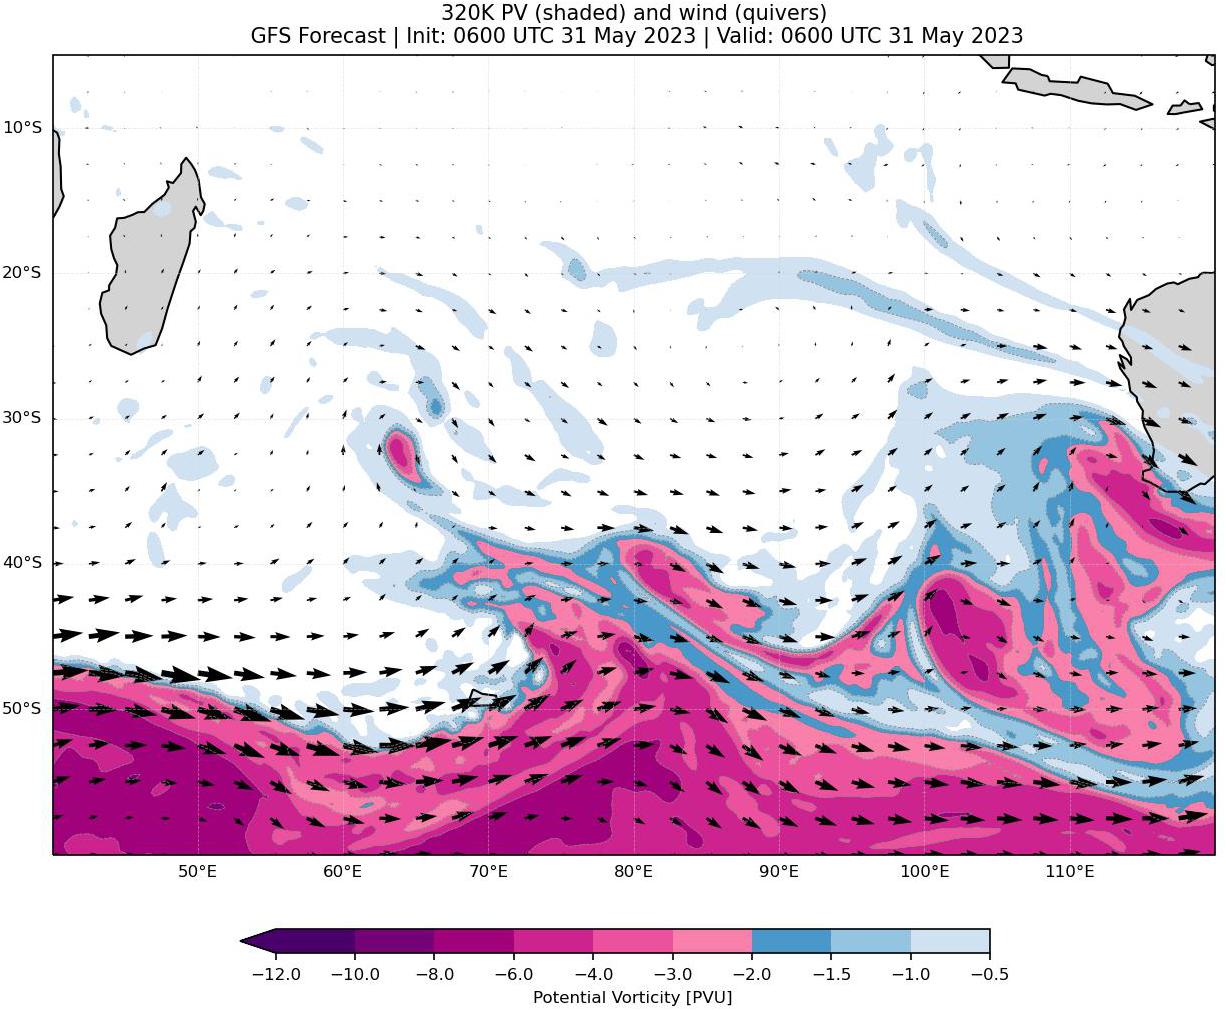 320K PV (shaded) and wind (quivers)
GFS Forecast | Init: 0600 UTC 31 May 2023 | Valid: 0600 UTC 31 May 2023
10°S
20°S
30°S
40°S
50°S
50°E 60°E 70°E 80°E 90°E 100°E 110°E
−12.0 −10.0 −8.0 −6.0 −4.0 −3.0 −2.0 −1.5 −1.0 −0.5
Potential Vorticity [PVU]